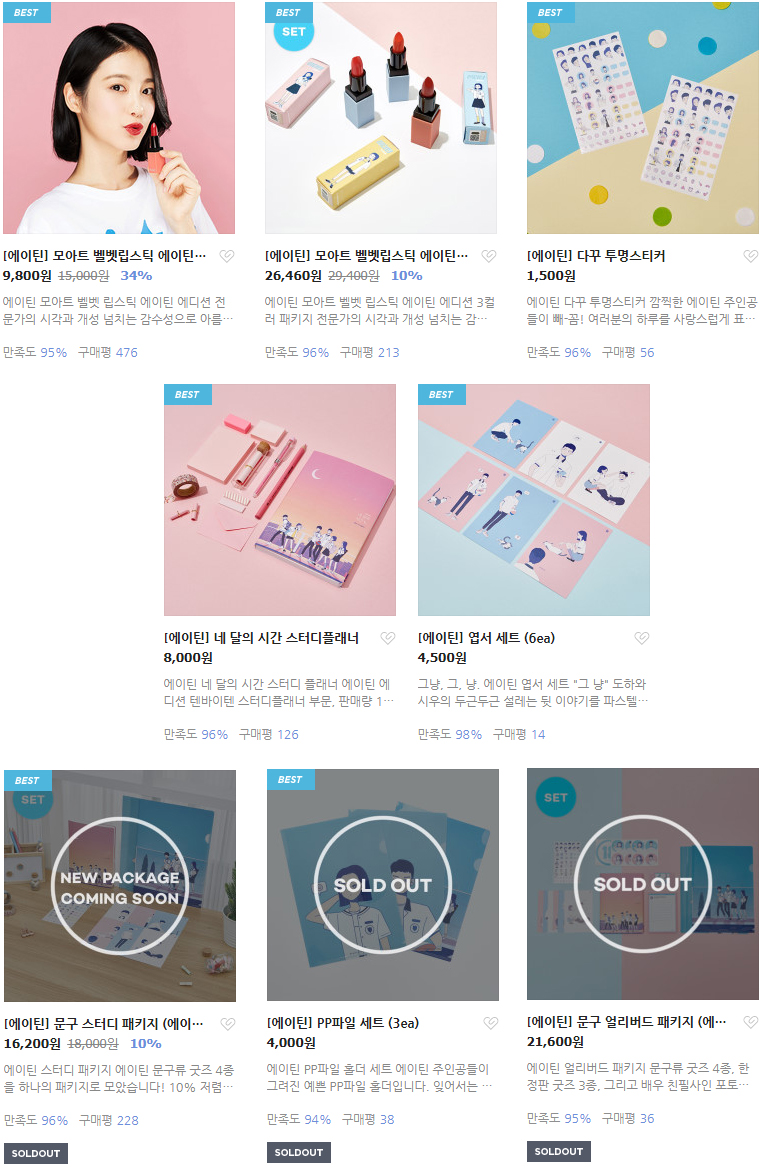 BEST
BEST
SET
BEST
[에이틴] 모아트 벨벳립스틱 에이틴…
9,800원 15,000원 34%
에이틴 모아트 벨벳 립스틱 에이틴 에디션 전
문가의 시각과 개성 넘치는 감수성으로 아름…
만족도 95% 구매평 476
[에이틴] 모아트 벨벳립스틱 에이틴…
26,460원 29,400원 10%
에이틴 모아트 벨벳 립스틱 에이틴 에디션 3컬
러 패키지 전문가의 시각과 개성 넘치는 감…
만족도 96% 구매평 213
[에이틴] 다꾸 투명스티커
1,500원
에이틴 다꾸 투명스티커 깜찍한 에이틴 주인공
들이 빼-꼼! 여러분의 하루를 사랑스럽게 표…
만족도 96% 구매평 56
BEST
[에이틴] 네 달의 시간 스터디플래너
8,000원
에이틴 네 달의 시간 스터디 플래너 에이틴 에
디션 텐바이텐 스터디플래너 부문, 판매량 1…
만족도 96% 구매평 126
BEST
[에이틴] 엽서 세트 (6ea)
4,500원
그냥, 그, 냥. 에이틴 엽서 세트 "그 냥" 도하와
시우의 두근두근 설레는 뒷 이야기를 파스텔…
만족도 98% 구매평 14
BEST
SET
NEW PACKAGE
COMING SOON
[에이틴] 문구 스터디 패키지 (에이…
16,200원 18,000원 10%
에이틴 스터디 패키지 에이틴 문구류 굿즈 4종
을 하나의 패키지로 모았습니다! 10% 저렴…
만족도 96% 구매평 228
SOLDOUT
BEST
SOLD OUT
[에이틴] PP파일 세트 (3ea)
4,000원
에이틴 PP파일 홀더 세트 에이틴 주인공들이
그려진 예쁜 PP파일 홀더입니다. 잊어서는 …
만족도 94% 구매평 38
SOLDOUT
SET
SOLD OUT
[에이틴] 문구 얼리버드 패키지 (에…
21,600원
에이틴 얼리버드 패키지 문구류 굿즈 4종, 한
정판 굿즈 3종, 그리고 배우 친필사인 포토…
만족도 95% 구매평 36
SOLDOUT